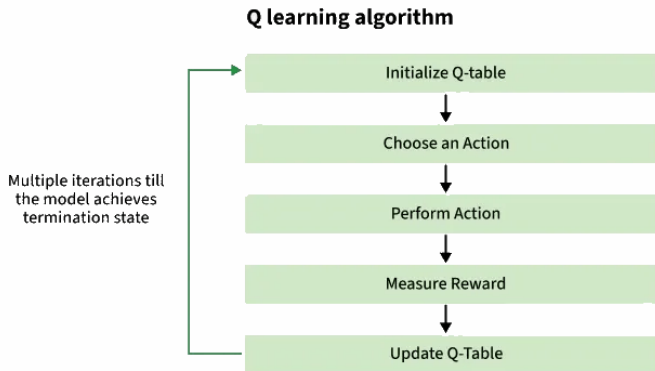 Q learning algorithm
Initialize Q-table
Choose an Action
Multiple iterations till
the model achieves
termination state
Perform Action
Measure Reward
Update Q-Table